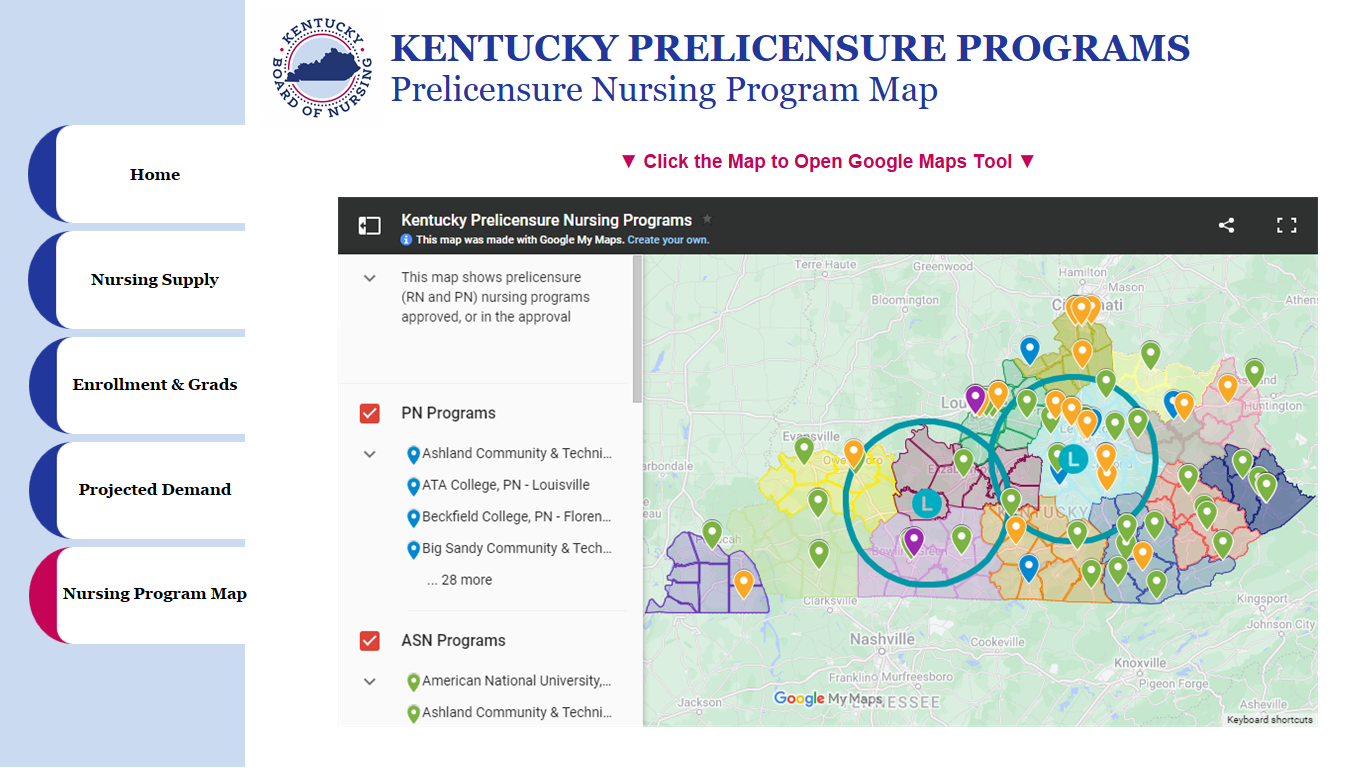 KENTUCKY
BOARD OF NURSING
KENTUCKY PRELICENSURE PROGRAMS
Prelicensure Nursing Program Map
Home
Nursing Supply
Enrollment & Grads
Projected Demand
Nursing Program Map
▼ Click the Map to Open Google Maps Tool ▼
Kentucky Prelicensure Nursing Programs
This map was made with Google My Maps. Create your own.
This map shows prelicensure
(RN and PN) nursing programs
approved, or in the approval
PN Programs
Ashland Community & Techni...
ATA College, PN - Louisville
Beckfield College, PN - Floren...
Big Sandy Community & Tech...
... 28 more
ASN Programs
American National University,...
Ashland Community & Techni...
Terre Haute
Greenwood
Hamilton
Mason
Bloomington
Athens
Huntington
Evansville
L
L
KENTUCKY
Bowling Green
Clarksville
Kingsport
Johnson City
Nashville
Cookeville
Knoxville
Franklin
Murfreesboro
Pigeon Forge
Jackson
Asheville
Google My Maps
Keyboard shortcuts